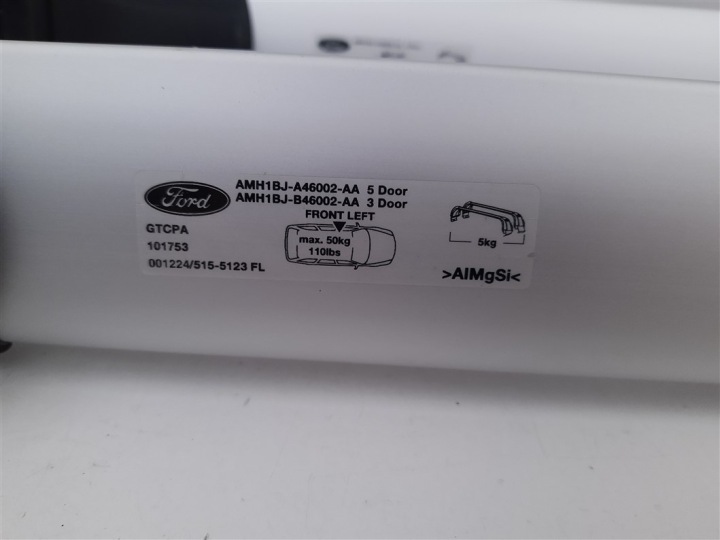 Ford
AMH1BJ-A46002-AA 5 Door
AMH1BJ-B46002-AA 3 Door
FRONT LEFT
GTCPA
101753
001224/515-5123 FL
max. 50kg
110lbs
5kg
>AlMgSi<